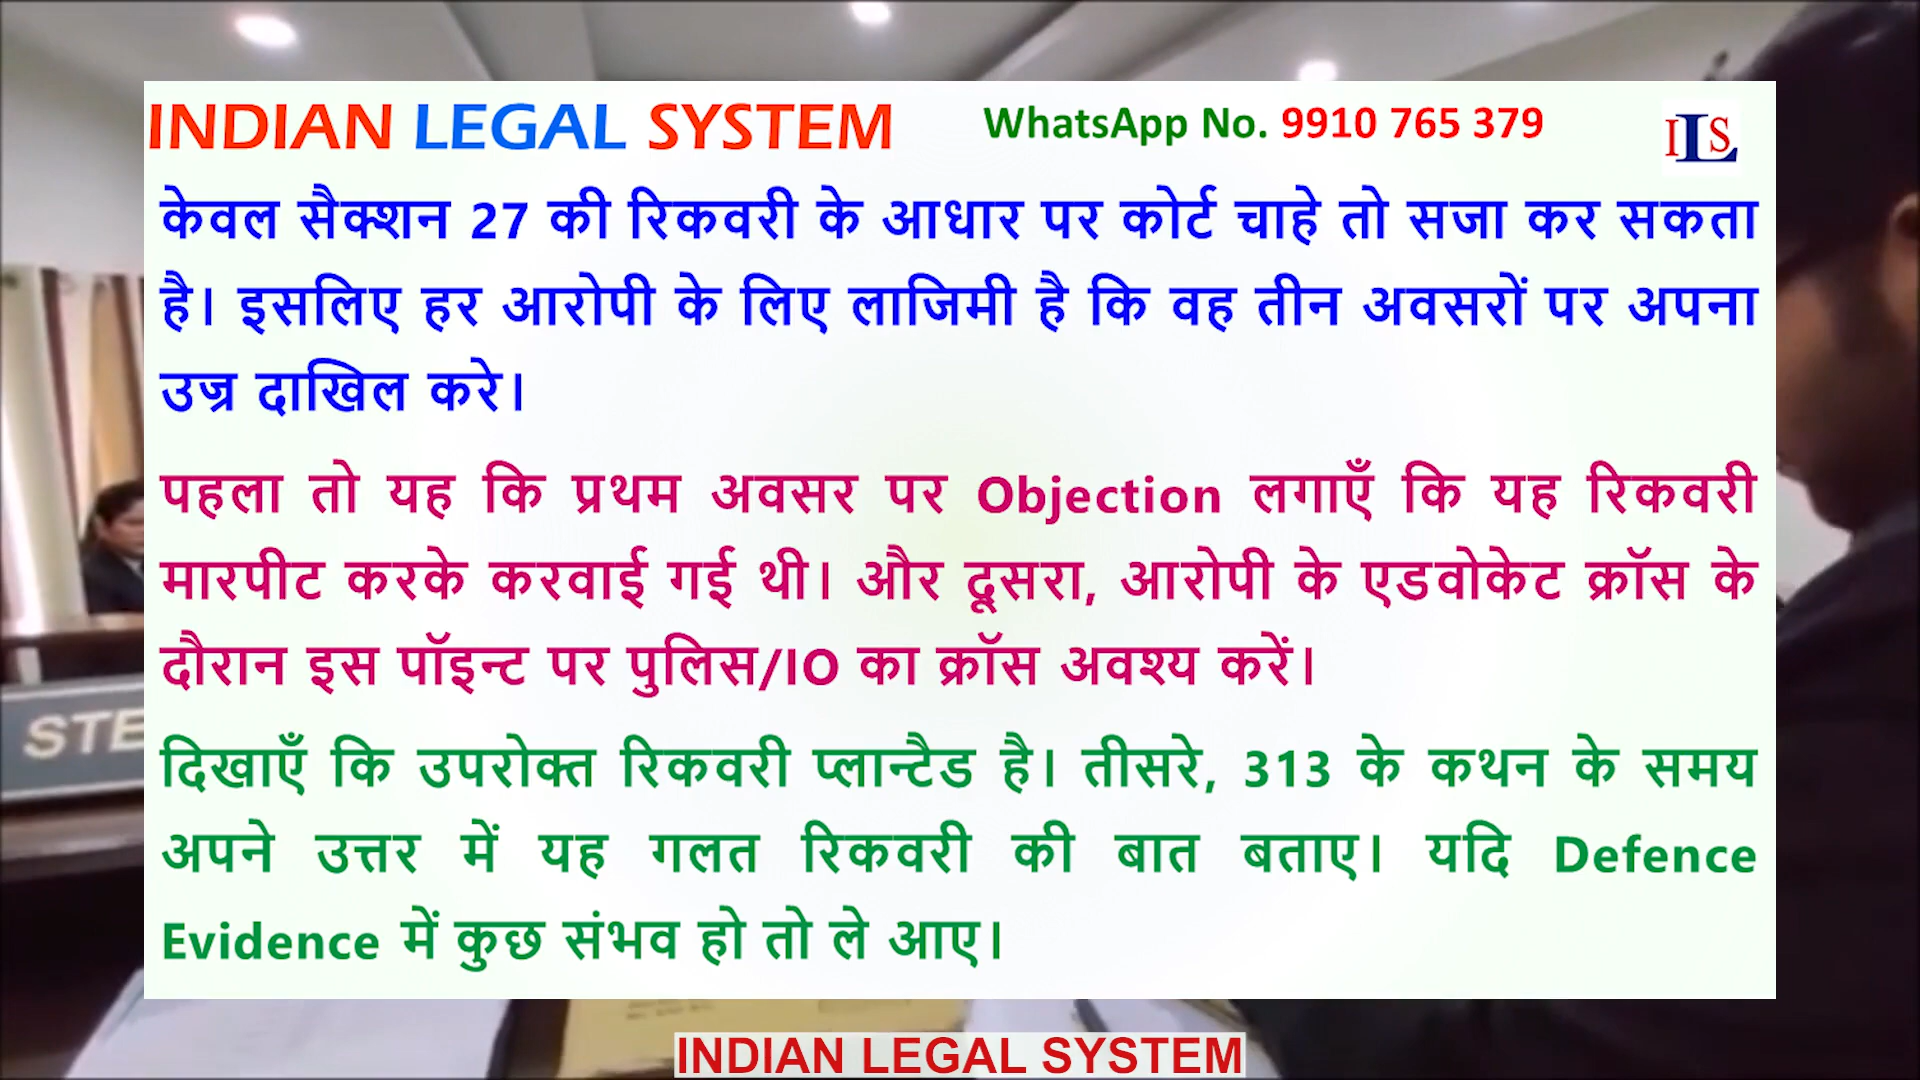 INDIAN LEGAL SYSTEM WhatsApp No. 9910 765 379 ILS
केवल सैक्शन 27 की रिकवरी के आधार पर कोर्ट चाहे तो सजा कर सकता
है। इसलिए हर आरोपी के लिए लाजिमी है कि वह तीन अवसरों पर अपना
उज्र दाखिल करे।
पहला तो यह कि प्रथम अवसर पर Objection लगाएँ कि यह रिकवरी
मारपीट करके करवाई गई थी। और दूसरा, आरोपी के एडवोकेट क्रॉस के
दौरान इस पॉइन्ट पर पुलिस/IO का क्रॉस अवश्य करें।
दिखाएँ कि उपरोक्त रिकवरी प्लान्टैड है। तीसरे, 313 के कथन के समय
अपने उत्तर में यह गलत रिकवरी की बात बताए। यदि Defence
Evidence में कुछ संभव हो तो ले आए।
STE
INDIAN LEGAL SYSTEM